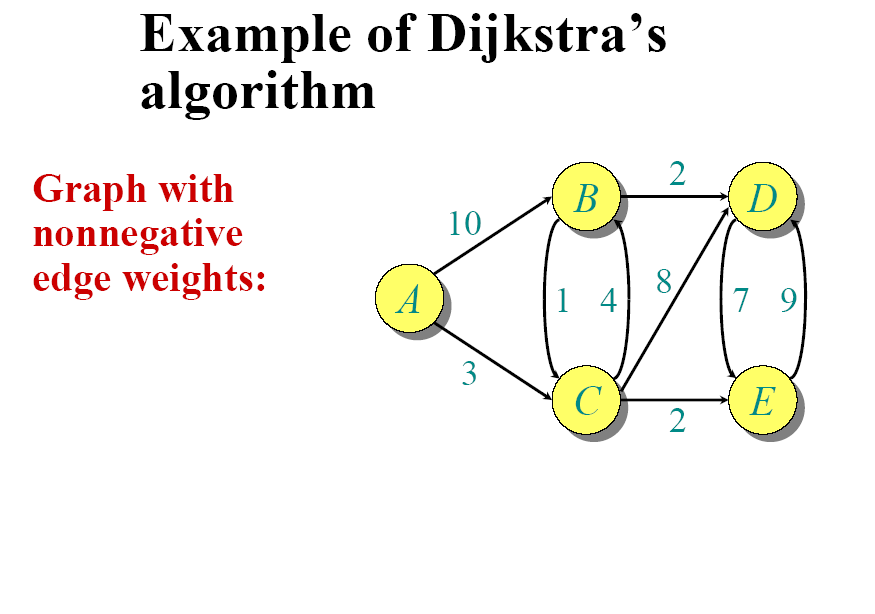 Example of Dijkstra’s
algorithm
Graph with
nonnegative
edge weights:
2
B
D
10
A
1
4
8
7
9
3
C
E
2